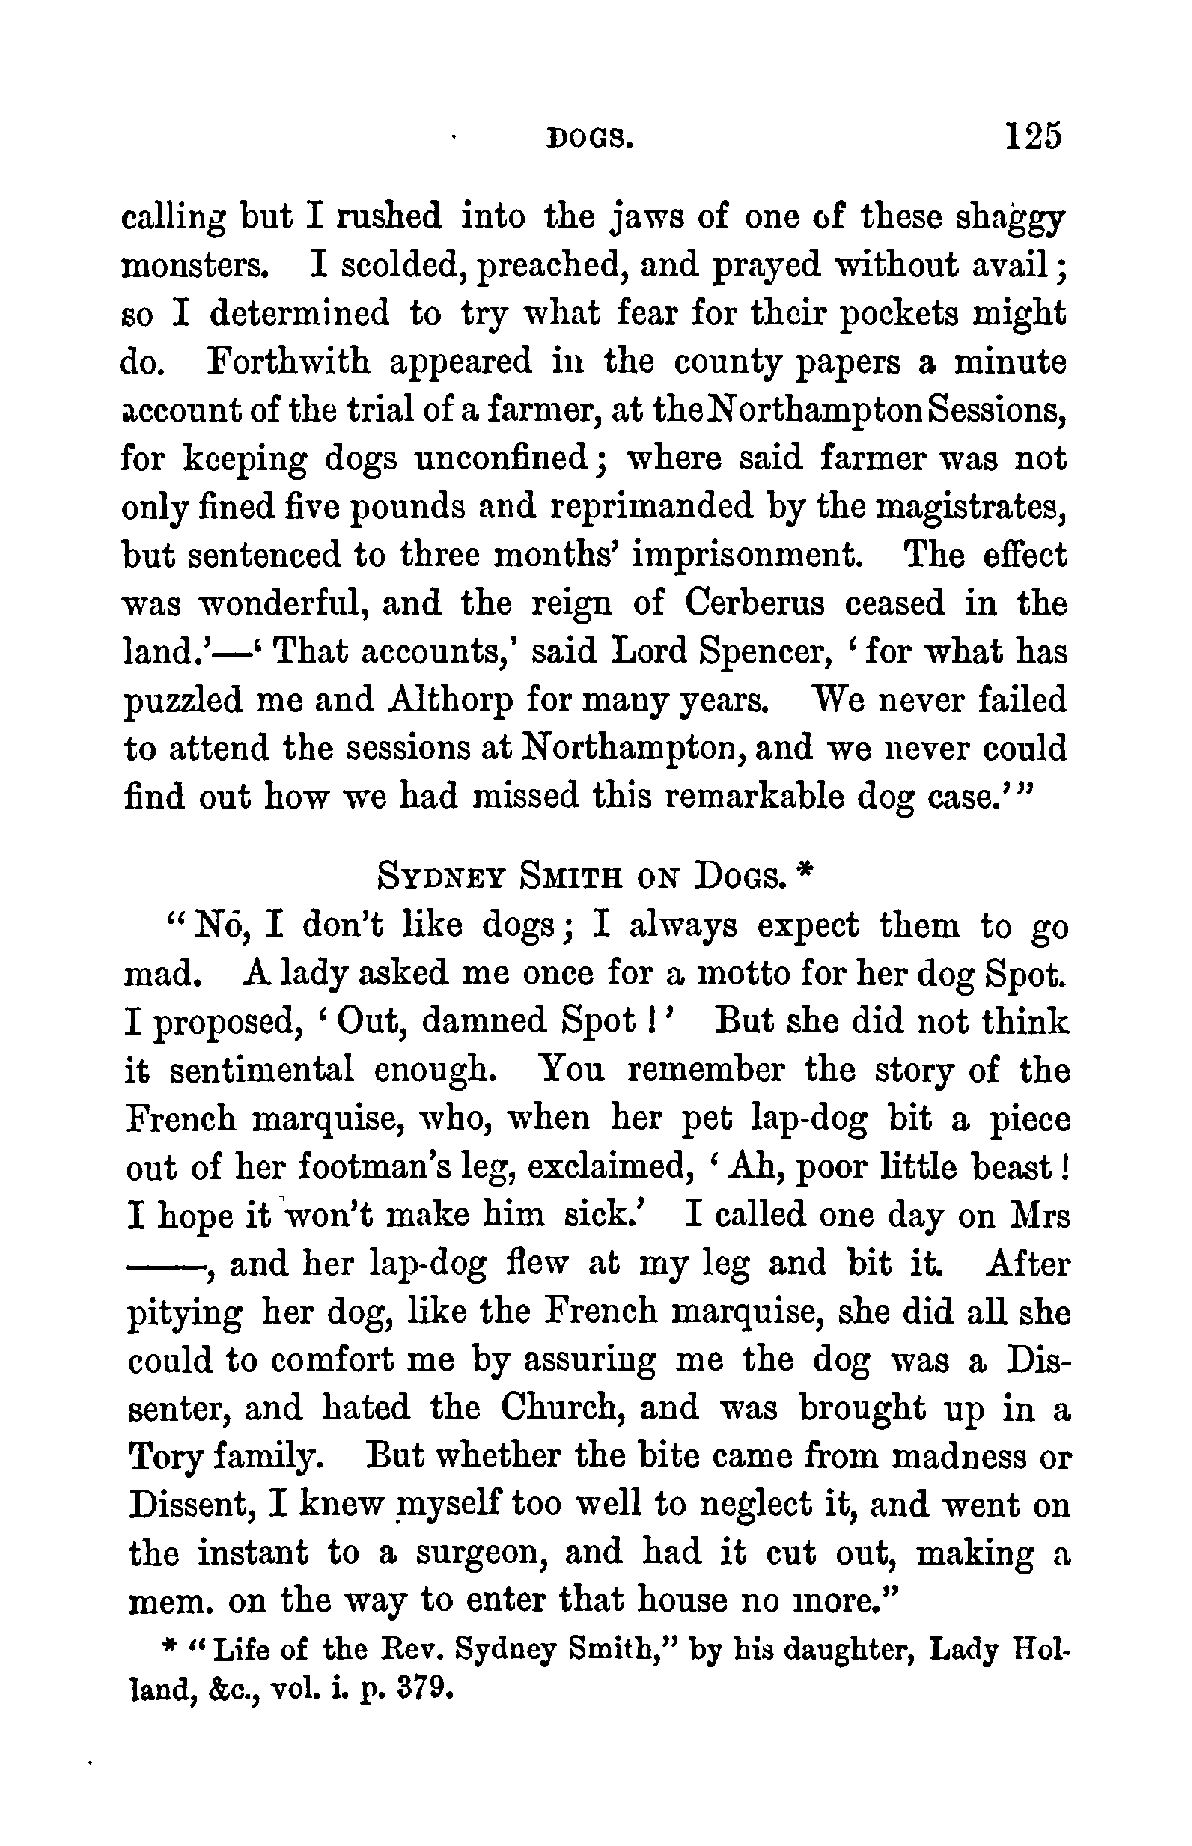 DOGS. 125
calling but I rushed into the jaws of one of these shaggy
monsters. I scolded, preached, and prayed without avail;
so I determined to try what fear for their pockets might
do. Forthwith appeared in the county papers a minute
account of the trial of a farmer, at the Northampton Sessions,
for keeping dogs unconfined; where said farmer was not
only fined five pounds and reprimanded by the magistrates,
but sentenced to three months' imprisonment. The effect
was wonderful, and the reign of Cerberus ceased in the
land.'—' That accounts,' said Lord Spencer, ' for what has
puzzled me and Althorp for many years. We never failed
to attend the sessions at Northampton, and we never could
find out how we had missed this remarkable dog case.'"
SYDNEY SMITH ON DOGS. *
" No, I don't like dogs; I always expect them to go
mad. A lady asked me once for a motto for her dog Spot.
I proposed, ' Out, damned Spot !' But she did not think
it sentimental enough. You remember the story of the
French marquise, who, when her pet lap-dog bit a piece
out of her footman's leg, exclaimed, ' Ah, poor little beast !
I hope it won't make him sick.' I called one day on Mrs
——, and her lap-dog flew at my leg and bit it. After
pitying her dog, like the French marquise, she did all she
could to comfort me by assuring me the dog was a Dis-
senter, and hated the Church, and was brought up in a
Tory family. But whether the bite came from madness or
Dissent, I knew myself too well to neglect it, and went on
the instant to a surgeon, and had it cut out, making a
mem. on the way to enter that house no more."
* "Life of the Rev. Sydney Smith," by his daughter, Lady Hol-
land, &c., vol. i. p. 379.